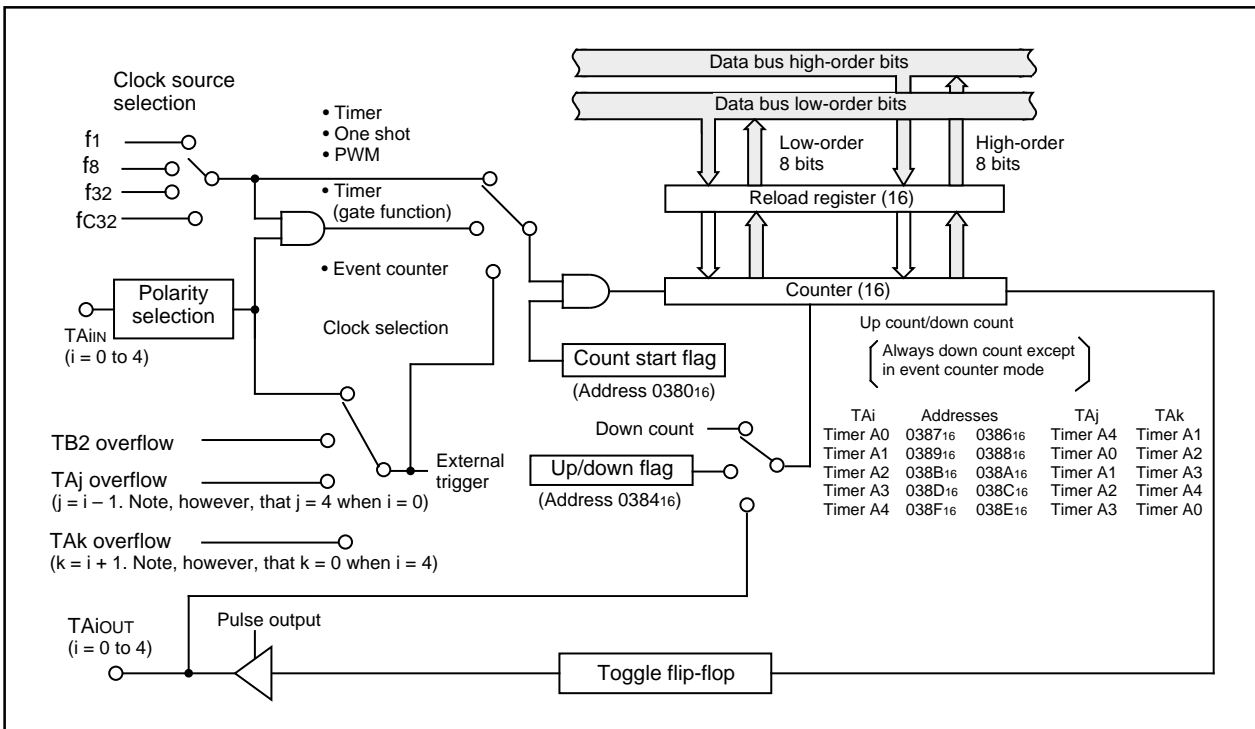 Clock source
selection
f1
f8
f32
fC32
• Timer
• One shot
• PWM
• Timer
(gate function)
• Event counter
Clock selection
Polarity
selection
TAiIN
(i = 0 to 4)
TB2 overflow
TAj overflow
(j = i – 1. Note, however, that j = 4 when i = 0)
TAk overflow
(k = i + 1. Note, however, that k = 0 when i = 4)
External
trigger
Data bus high-order bits
Data bus low-order bits
Low-order
8 bits
High-order
8 bits
Reload register (16)
Counter (16)
Up count/down count
Always down count except
in event counter mode
Count start flag
(Address 038016)
Down count
Up/down flag
(Address 038416)
TAi Addresses TAj TAk
Timer A0 038716 038616 Timer A4 Timer A1
Timer A1 038916 038816 Timer A0 Timer A2
Timer A2 038B16 038A16 Timer A1 Timer A3
Timer A3 038D16 038C16 Timer A2 Timer A4
Timer A4 038F16 038E16 Timer A3 Timer A0
TAiOUT
(i = 0 to 4)
Pulse output
Toggle flip-flop